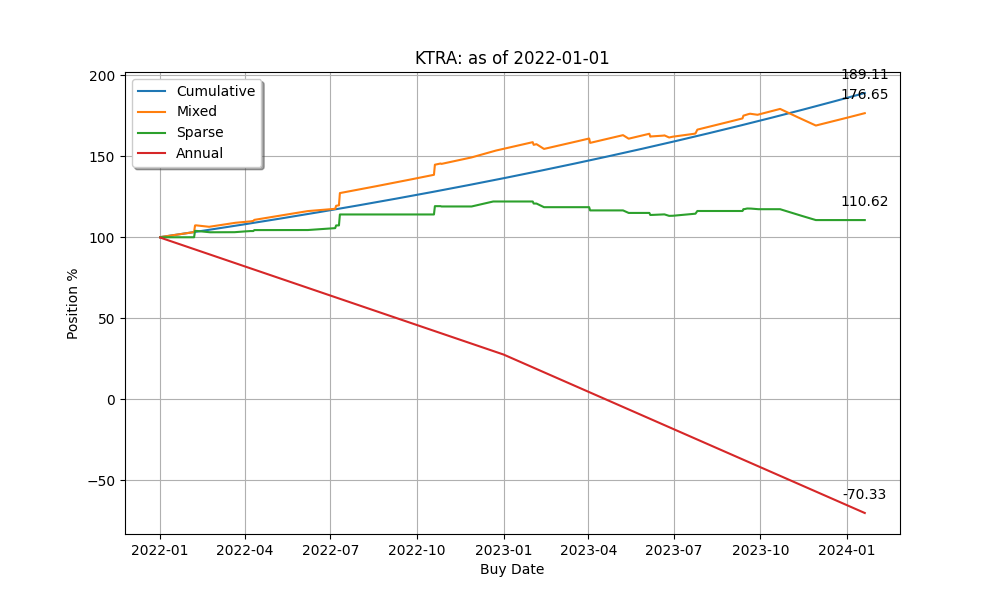 KTRA: as of 2022-01-01
200
150
100
50
0
−50
Position %
Cumulative
Mixed
Sparse
Annual
189.11
176.65
110.62
-70.33
2022-01 2022-04 2022-07 2022-10 2023-01 2023-04 2023-07 2023-10 2024-01
Buy Date